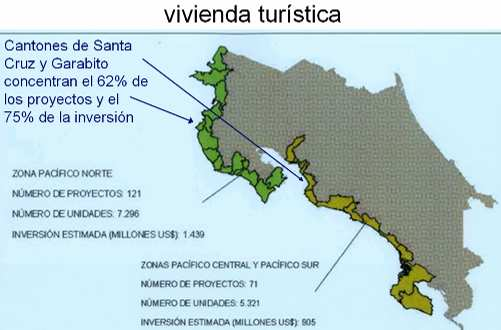 vivienda turística
Cantones de Santa
Cruz y Garabito
concentran el 62% de
los proyectos y el
75% de la inversión
ZONA PACÍFICO NORTE
NÚMERO DE PROYECTOS: 121
NÚMERO DE UNIDADES: 7.296
INVERSIÓN ESTIMADA (MILLONES US$): 1.439
ZONAS PACÍFICO CENTRAL Y PACÍFICO SUR
NÚMERO DE PROYECTOS: 71
NÚMERO DE UNIDADES: 5.321
INVERSIÓN ESTIMADA (MILLONES US$): 905